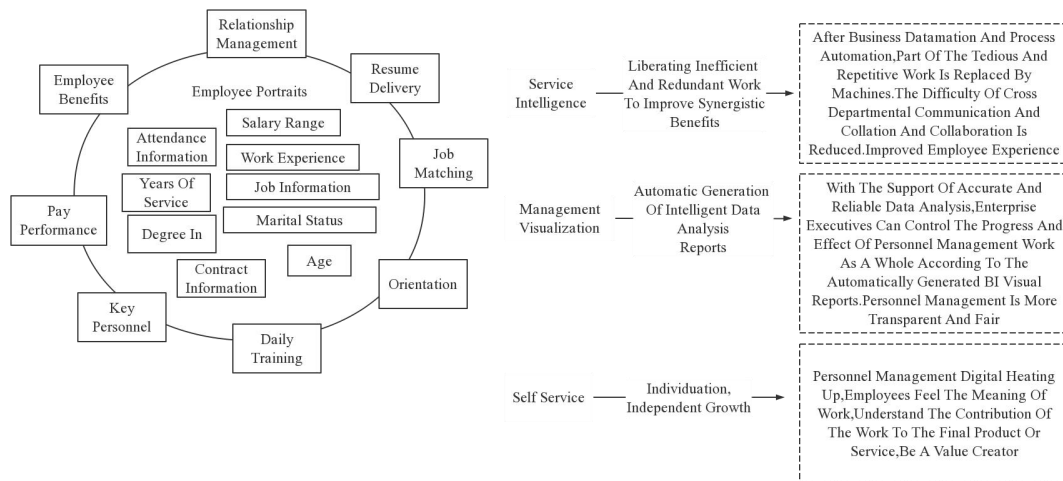 Relationship
Management
Employee
Benefits
Resume
Delivery
Employee Portraits
Salary Range
Attendance
Information
Work Experience
Job
Matching
Years Of
Service
Job Information
Pay
Performance
Marital Status
Degree In
Age
Contract
Information
Orientation
Key
Personnel
Daily
Training
Service
Intelligence
Liberating Inefficient
And Redundant Work
To Improve Synergistic
Benefits
After Business Datamation And Process
Automation,Part Of The Tedious And
Repetitive Work Is Replaced By
Machines.The Difficulty Of Cross
Departmental Communication And
Collation And Collaboration Is
Reduced.Improved Employee Experience
Management
Visualization
Automatic Generation
Of Intelligent Data
Analysis
Reports
With The Support Of Accurate And
Reliable Data Analysis,Enterprise
Executives Can Control The Progress And
Effect Of Personnel Management Work
As A Whole According To The
Automatically Generated BI Visual
Reports.Personnel Management Is More
Transparent And Fair
Self Service
Individuation,
Independent Growth
Personnel Management Digital Heating
Up,Employees Feel The Meaning Of
Work,Understand The Contribution Of
The Work To The Final Product Or
Service,Be A Value Creator